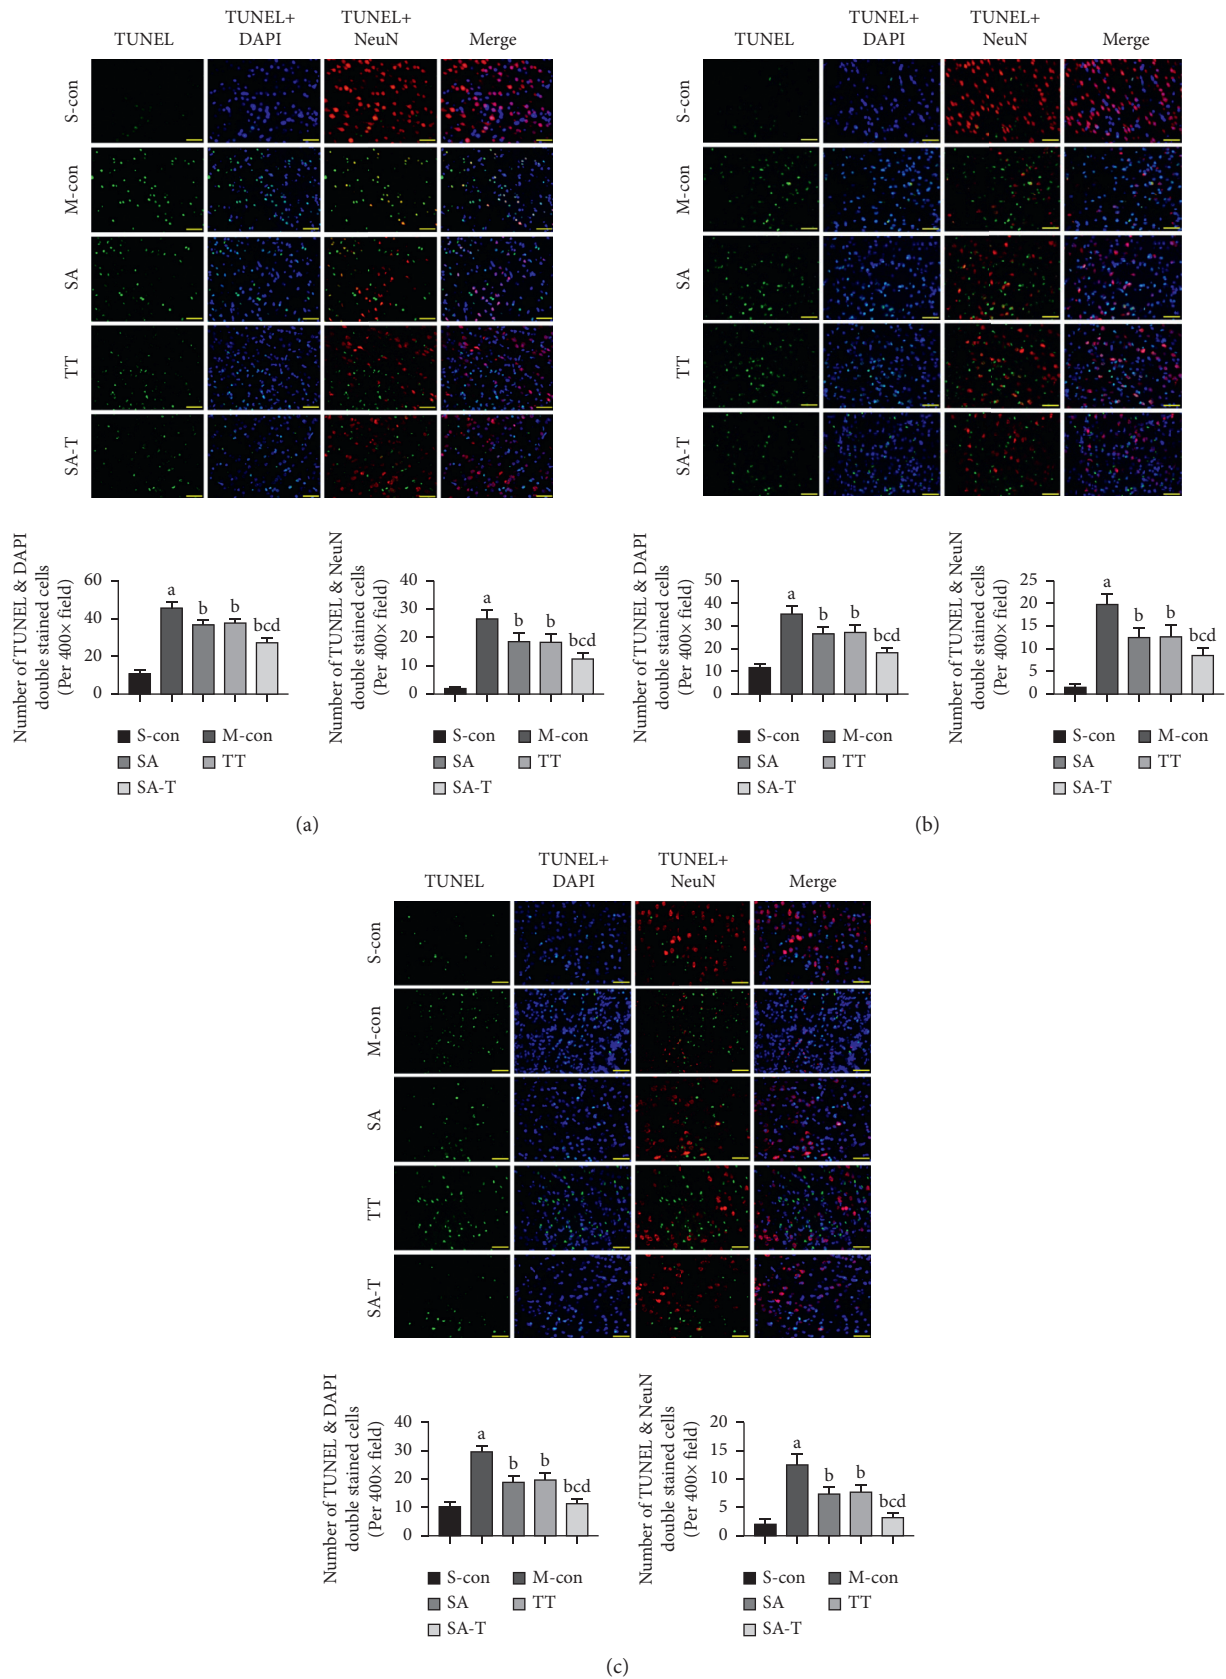 TUNEL
TUNEL+
DAPI
TUNEL+
NeuN
Merge
S-con
M-con
SA
TT
SA-T
Number of TUNEL & DAPI
double stained cells
(Per 400× field)
60
40
20
0
a
b
b
bcd
S-con
M-con
SA
TT
SA-T
Number of TUNEL & NeuN
double stained cells
(Per 400× field)
40
30
20
10
0
a
b
b
bcd
S-con
M-con
SA
TT
SA-T
(a)
TUNEL
TUNEL+
DAPI
TUNEL+
NeuN
Merge
S-con
M-con
SA
TT
SA-T
Number of TUNEL & DAPI
double stained cells
(Per 400× field)
50
40
30
20
10
0
a
b
b
bcd
S-con
M-con
SA
TT
SA-T
Number of TUNEL & NeuN
double stained cells
(Per 400× field)
25
20
15
10
5
0
a
b
b
bcd
S-con
M-con
SA
TT
SA-T
(b)
TUNEL
TUNEL+
DAPI
TUNEL+
NeuN
Merge
S-con
M-con
SA
TT
SA-T
Number of TUNEL & DAPI
double stained cells
(Per 400× field)
40
30
20
10
0
a
b
b
bcd
S-con
M-con
SA
TT
SA-T
Number of TUNEL & NeuN
double stained cells
(Per 400× field)
20
15
10
5
0
a
b
b
bcd
S-con
M-con
SA
TT
SA-T
(c)